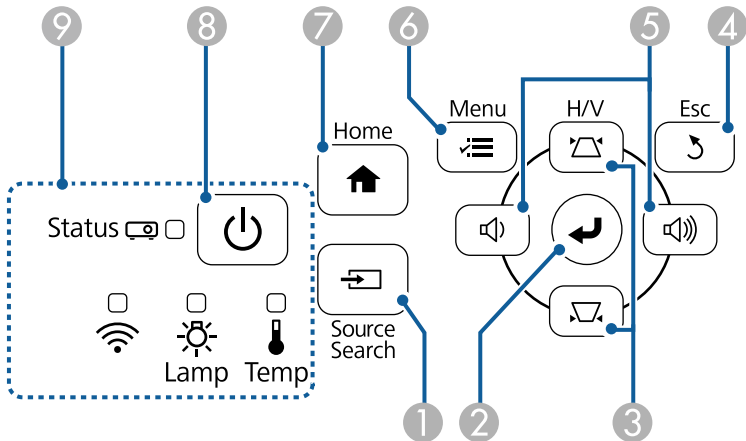 9 8 7 6 5 4
Menu H/V Esc
Home
Status
Source
Search
Lamp Temp
1 2 3